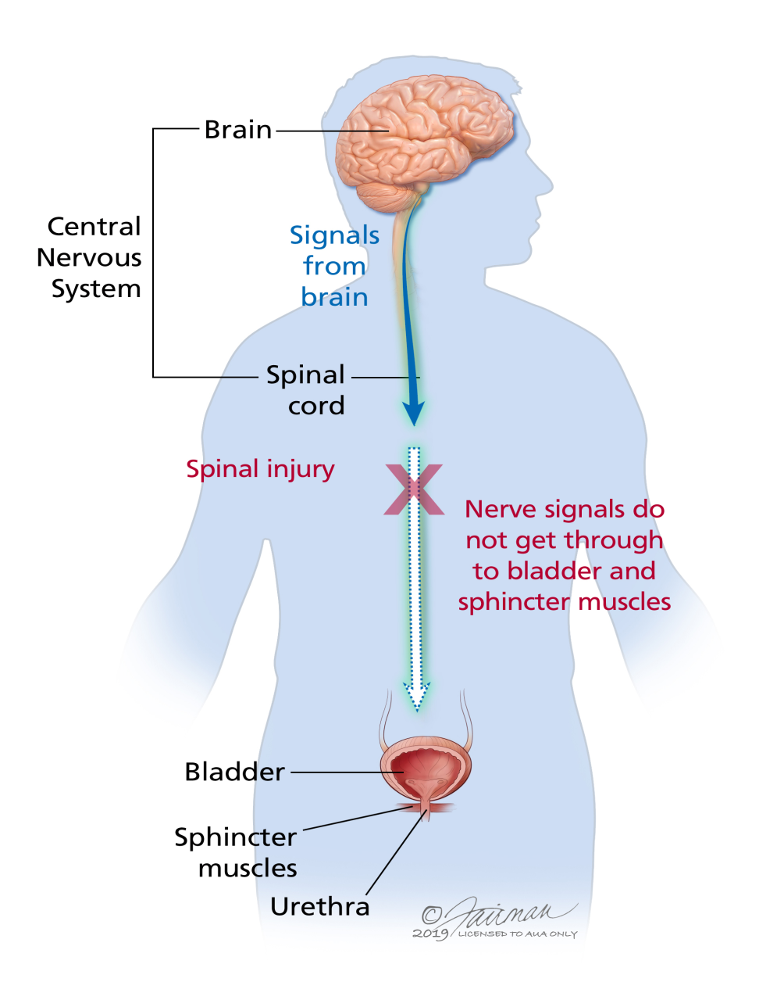 Brain
Central
Nervous
System
Signals
from
brain
Spinal
cord
Spinal injury
Nerve signals do
not get through
to bladder and
sphincter muscles
Bladder
Sphincter
muscles
Urethra
© Fairman
2019 LICENSED TO AUA ONLY